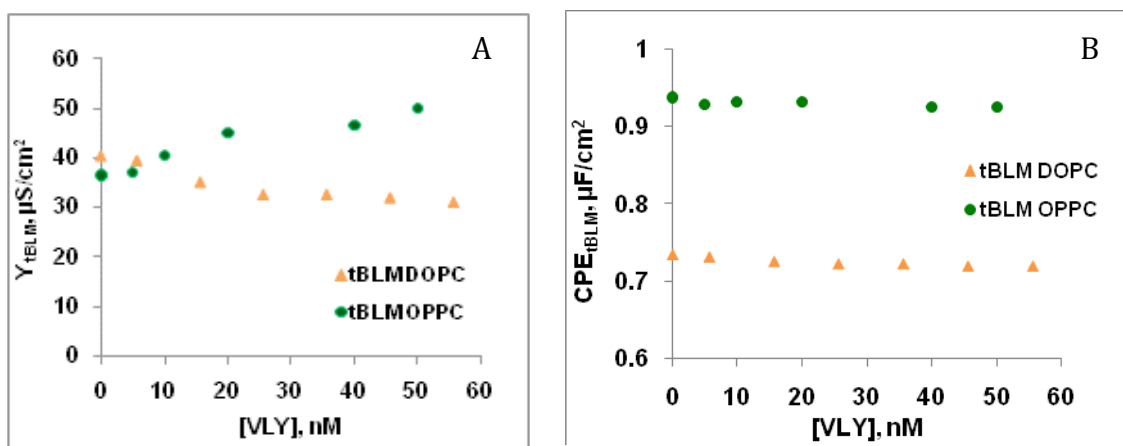 A
Y_tBLM, µS/cm²
60
50
40
30
20
10
0
tBLMDOPC
tBLMOPPC
0 10 20 30 40 50 60
[VLY], nM
B
CPE_tBLM, µF/cm²
1
0.9
0.8
0.7
0.6
tBLM DOPC
tBLM OPPC
0 10 20 30 40 50 60
[VLY], nM